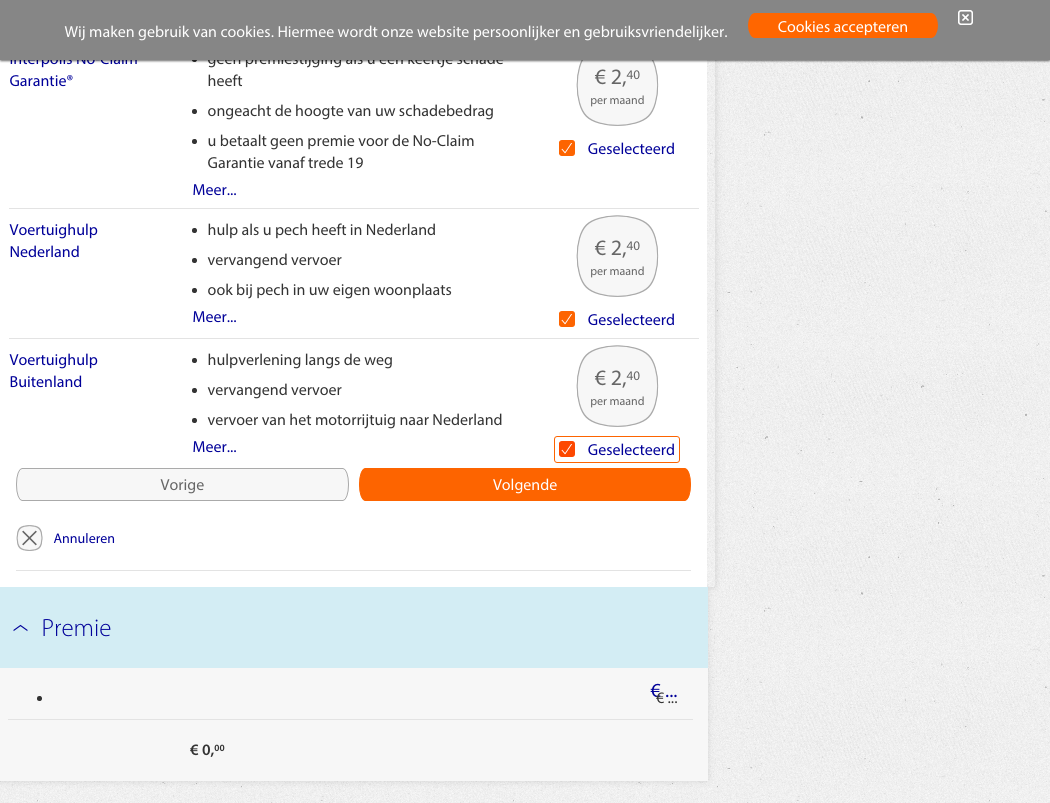 Wij maken gebruik van cookies. Hiermee wordt onze website persoonlijker en gebruiksvriendelijker.
Cookies accepteren
Interpolis No-Claim
Garantie®
geen premiestijging als u een keertje schade
heeft
ongeacht de hoogte van uw schadebedrag
u betaalt geen premie voor de No-Claim
Garantie vanaf trede 19
Meer...
€ 2,40
per maand
Geselecteerd
Voertuighulp
Nederland
hulp als u pech heeft in Nederland
vervangend vervoer
ook bij pech in uw eigen woonplaats
Meer...
€ 2,40
per maand
Geselecteerd
Voertuighulp
Buitenland
hulpverlening langs de weg
vervangend vervoer
vervoer van het motorrijtuig naar Nederland
Meer...
€ 2,40
per maand
Geselecteerd
Vorige
Volgende
Annuleren
Premie
€ ...
€ ...
€ 0,00